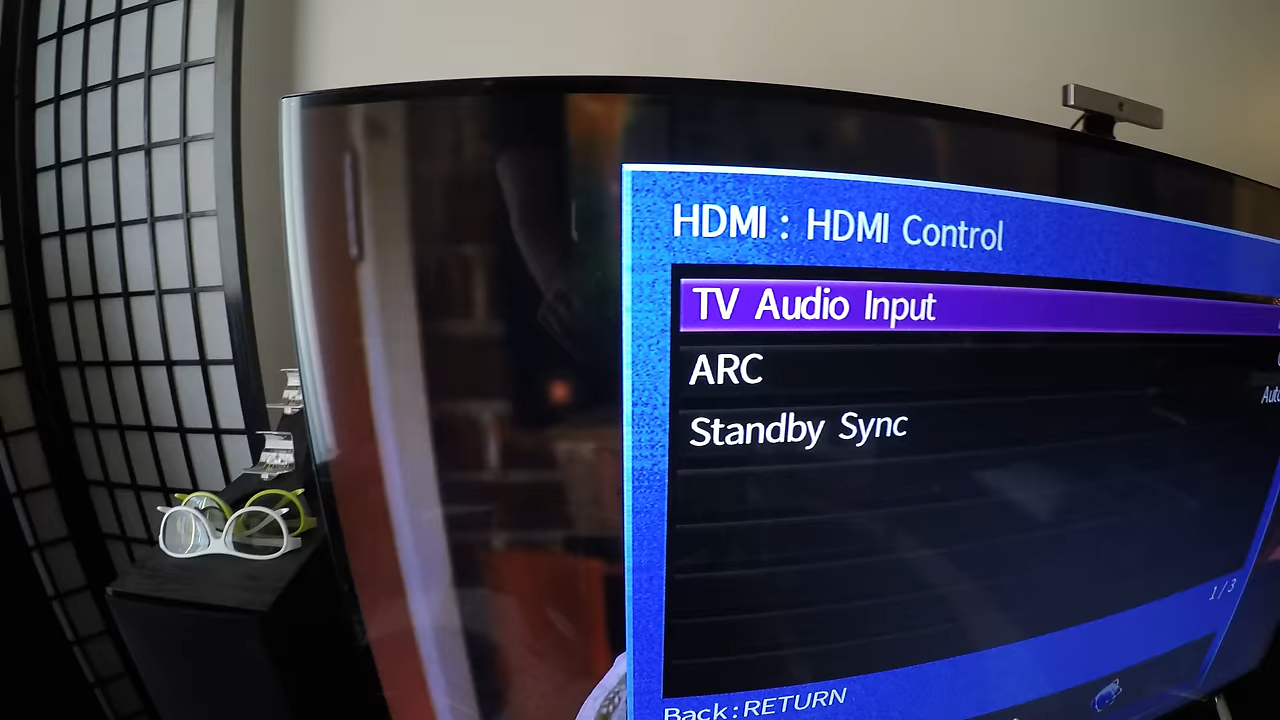 HDMI : HDMI Control
TV Audio Input
ARC
Standby Sync
1/3
Back:RETURN